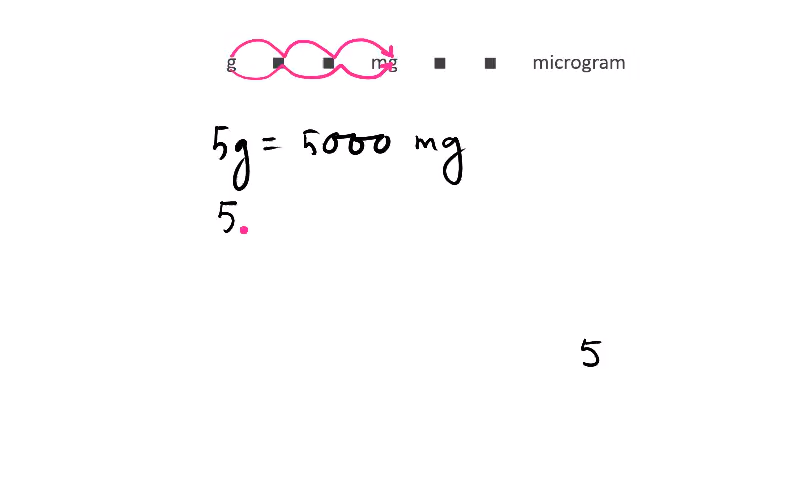 g ■ ■ mg ■ ■ microgram
5g = 5000 mg
5.
5